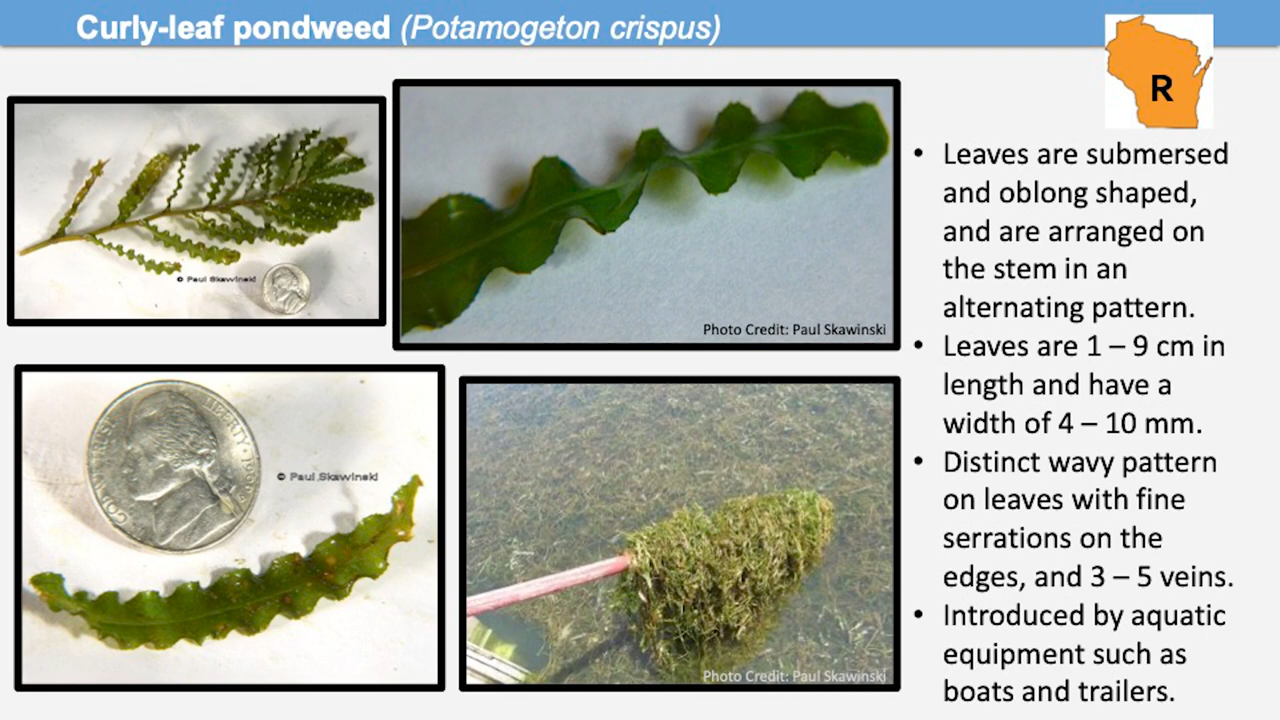 Curly-leaf pondweed (Potamogeton crispus)
R
© Paul Skawinski
Photo Credit: Paul Skawinski
© Paul Skawinski
LIBERTY
Photo Credit: Paul Skawinski
• Leaves are submersed
and oblong shaped,
and are arranged on
the stem in an
alternating pattern.
• Leaves are 1 – 9 cm in
length and have a
width of 4 – 10 mm.
• Distinct wavy pattern
on leaves with fine
serrations on the
edges, and 3 – 5 veins.
• Introduced by aquatic
equipment such as
boats and trailers.